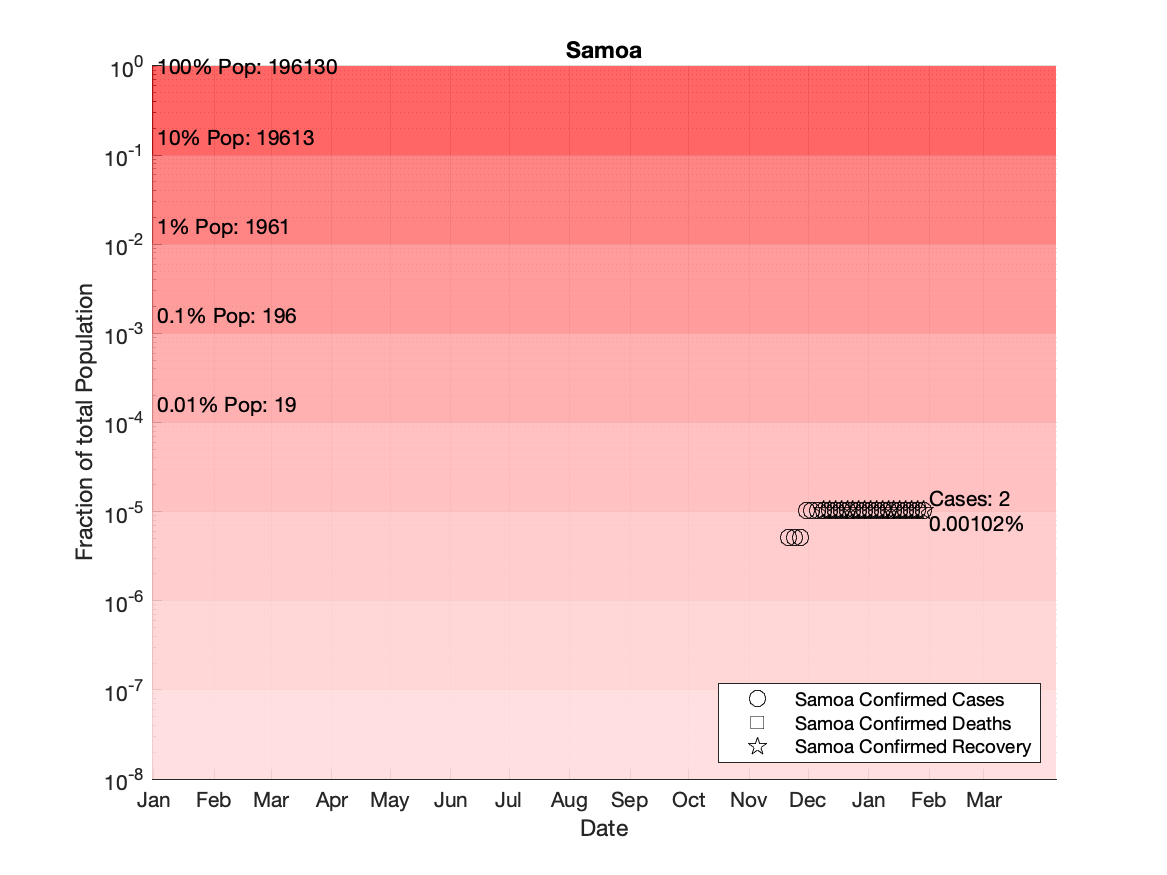 Samoa
10^0
100% Pop: 196130
10% Pop: 19613
10^-1
1% Pop: 1961
10^-2
0.1% Pop: 196
10^-3
0.01% Pop: 19
10^-4
Cases: 2
10^-5
0.00102%
10^-6
10^-7
10^-8
Fraction of total Population
Samoa Confirmed Cases
Samoa Confirmed Deaths
Samoa Confirmed Recovery
Jan Feb Mar Apr May Jun Jul Aug Sep Oct Nov Dec Jan Feb Mar
Date